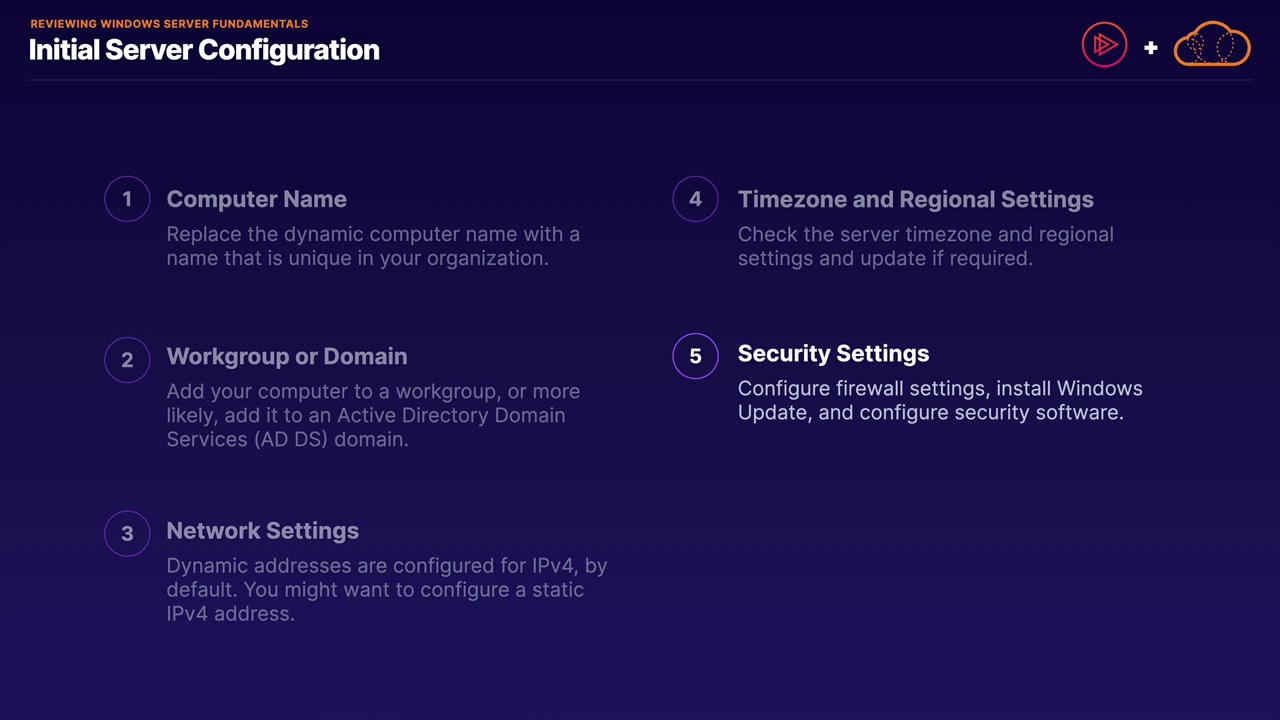 REVIEWING WINDOWS SERVER FUNDAMENTALS
Initial Server Configuration
+
1
Computer Name
Replace the dynamic computer name with a
name that is unique in your organization.
2
Workgroup or Domain
Add your computer to a workgroup, or more
likely, add it to an Active Directory Domain
Services (AD DS) domain.
3
Network Settings
Dynamic addresses are configured for IPv4, by
default. You might want to configure a static
IPv4 address.
4
Timezone and Regional Settings
Check the server timezone and regional
settings and update if required.
5
Security Settings
Configure firewall settings, install Windows
Update, and configure security software.